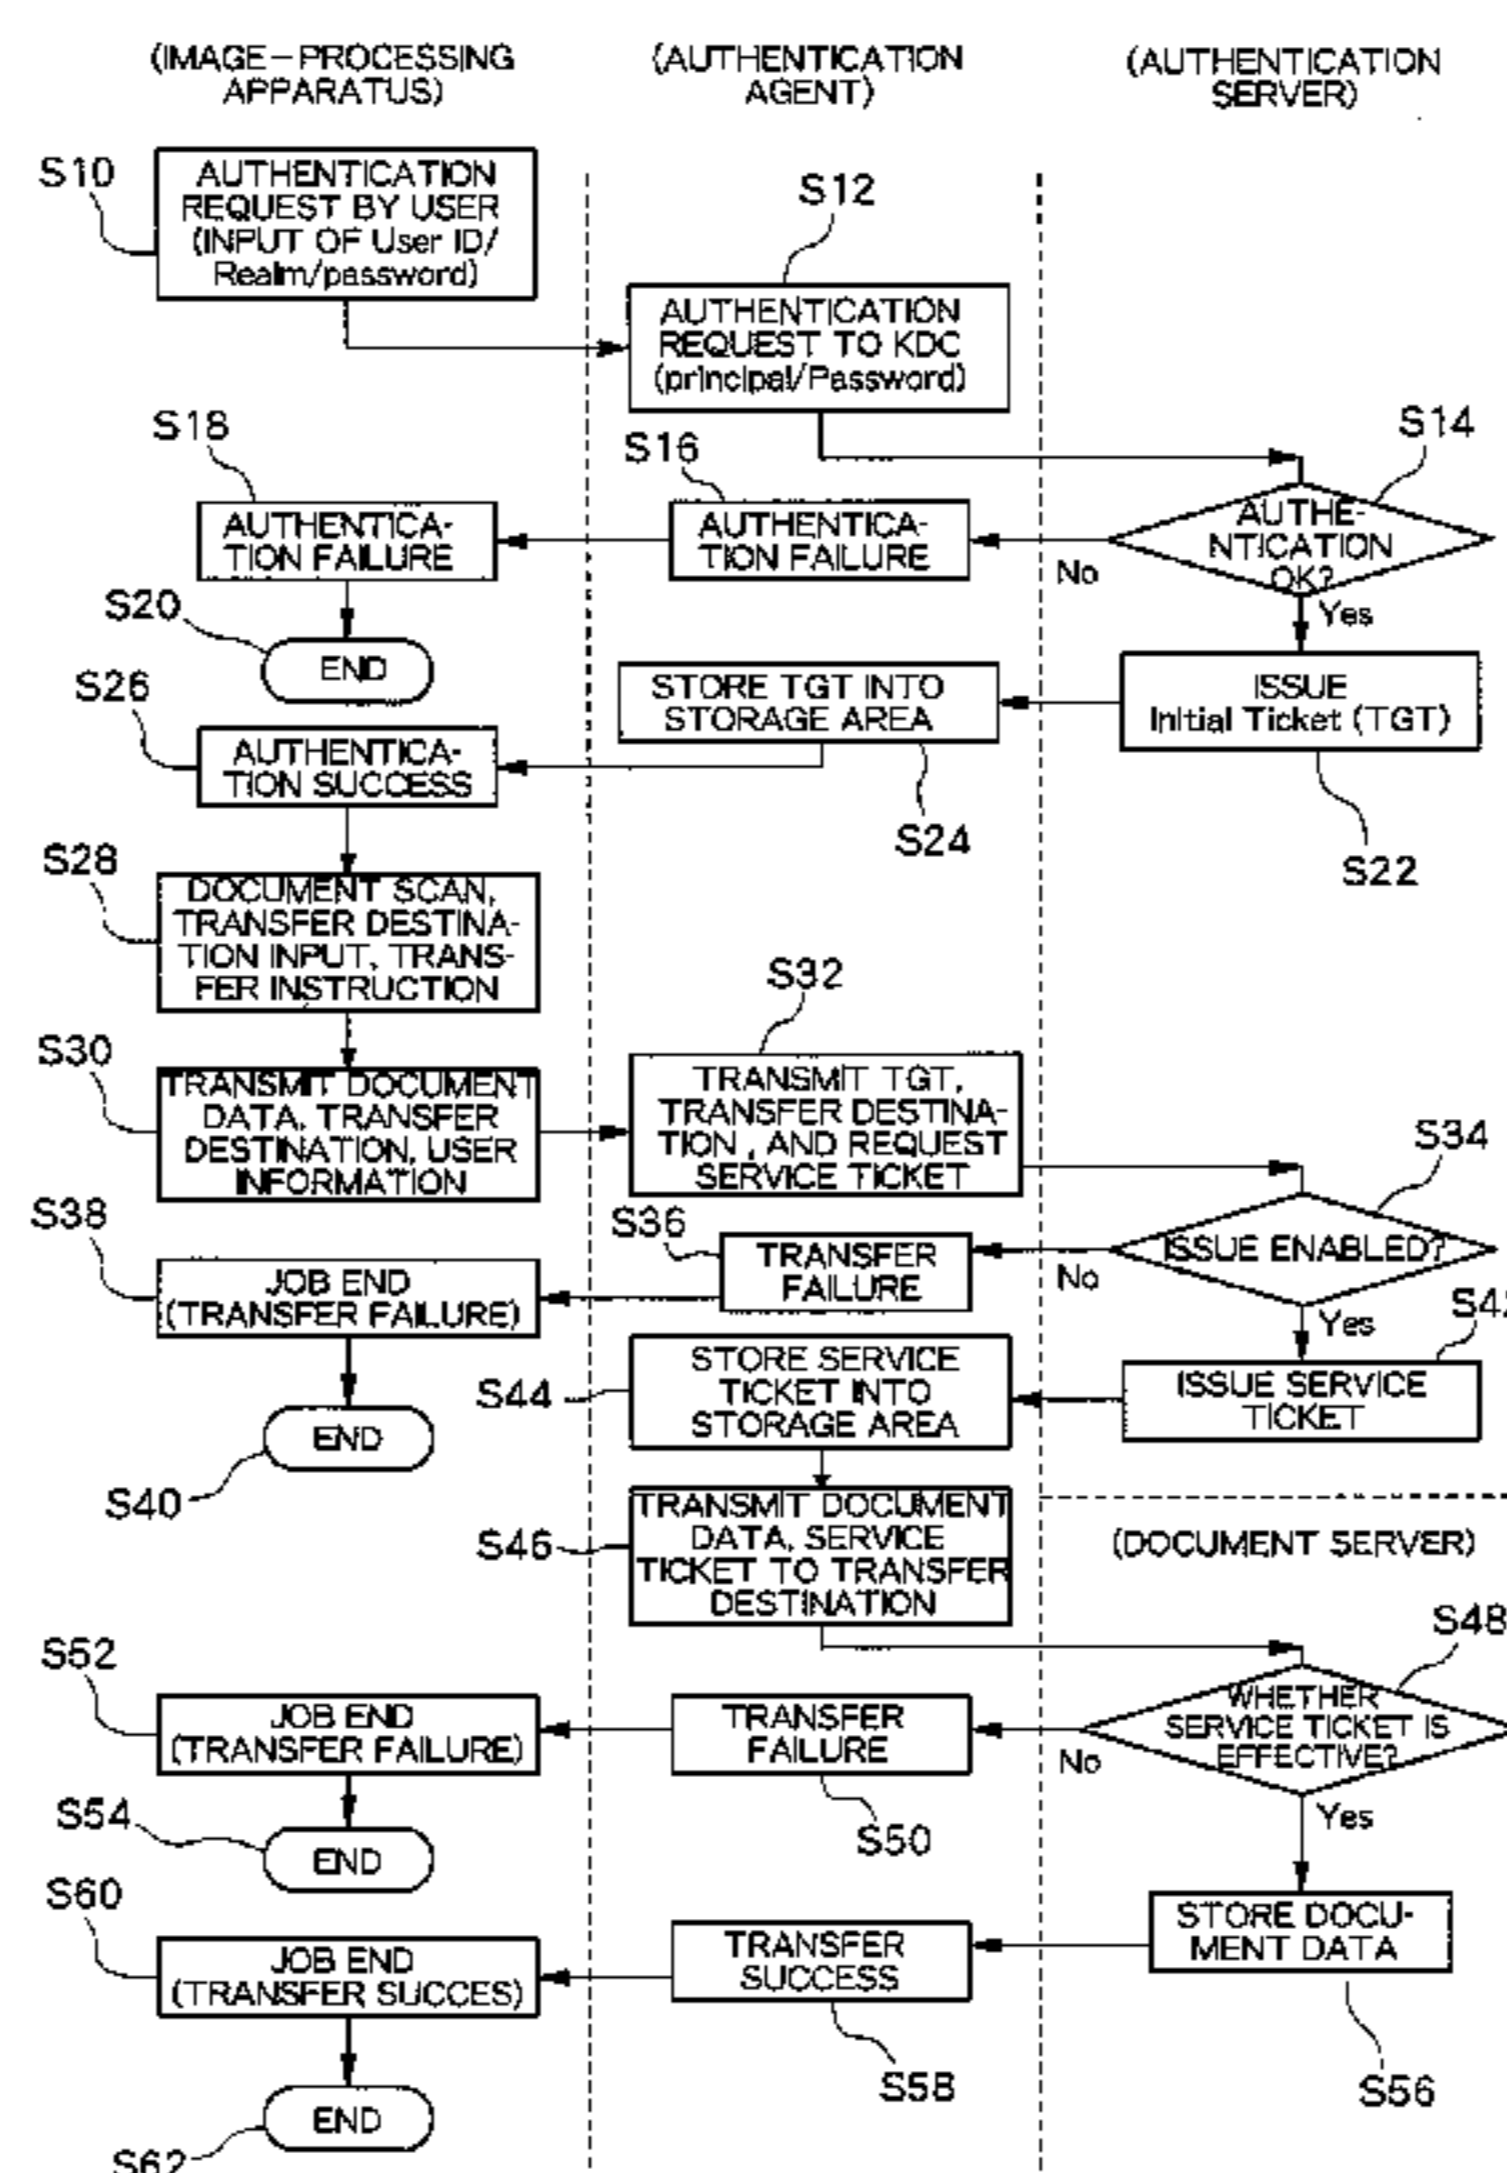 (IMAGE-PROCESSING
APPARATUS)
(AUTHENTICATION
AGENT)
(AUTHENTICATION
SERVER)
S10
AUTHENTICATION
REQUEST BY USER
(INPUT OF User ID/
Realm/password)
S12
AUTHENTICATION
REQUEST TO KDC
(principal/Password)
S14
AUTHE-
NTICATION
OK?
No
Yes
S16
AUTHENTICA-
TION FAILURE
S18
AUTHENTICA-
TION FAILURE
S20
END
ISSUE
Initial Ticket (TGT)
S22
STORE TGT INTO
STORAGE AREA
S24
S26
AUTHENTICA-
TION SUCCESS
S28
DOCUMENT SCAN,
TRANSFER DESTINA-
TION INPUT, TRANS-
FER INSTRUCTION
S30
TRANSMIT DOCUMENT
DATA, TRANSFER
DESTINATION, USER
INFORMATION
S32
TRANSMIT TGT,
TRANSFER DESTINA-
TION , AND REQUEST
SERVICE TICKET
S34
ISSUE ENABLED?
No
Yes
S36
TRANSFER
FAILURE
S38
JOB END
(TRANSFER FAILURE)
END
S40
S42
ISSUE SERVICE
TICKET
S44
STORE SERVICE
TICKET INTO
STORAGE AREA
S46
TRANSMIT DOCUMENT
DATA, SERVICE
TICKET TO TRANSFER
DESTINATION
(DOCUMENT SERVER)
S48
WHETHER
SERVICE TICKET IS
EFFECTIVE?
No
Yes
TRANSFER
FAILURE
S50
S52
JOB END
(TRANSFER FAILURE)
S54
END
STORE DOCU-
MENT DATA
S56
TRANSFER
SUCCESS
S58
S60
JOB END
(TRANSFER SUCCES)
END
S62